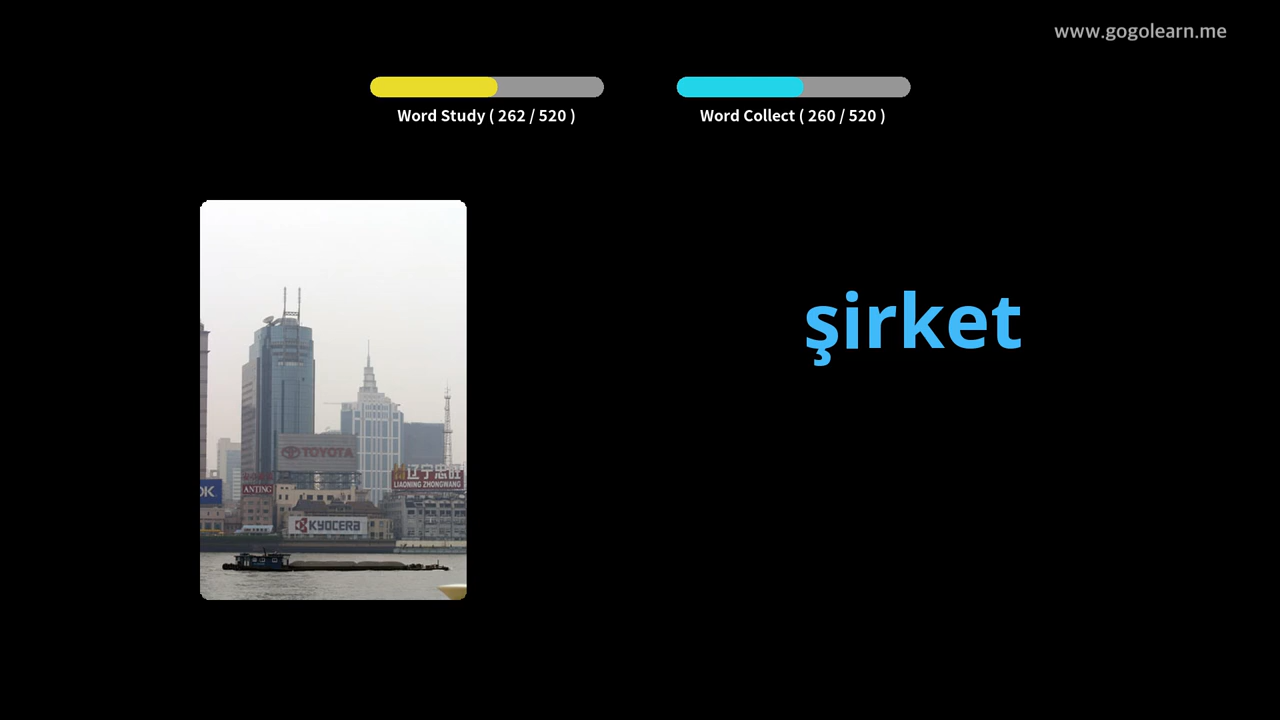 www.gogolearn.me
Word Study ( 262 / 520 )
Word Collect ( 260 / 520 )
şirket
TOYOTA
辽宁忠旺
LIAONING ZHONGWANG
OK
ANTING
KYOCERA